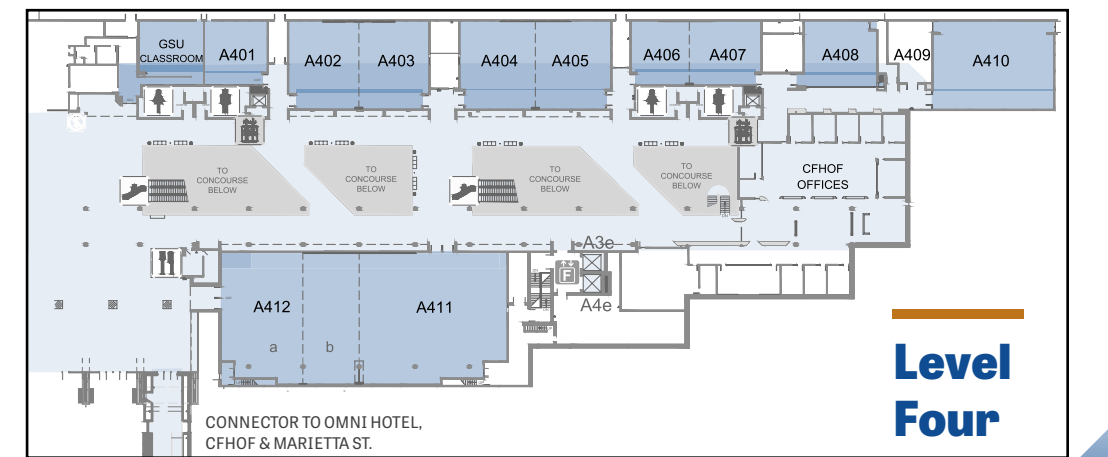 GSU
CLASSROOM
A401
A402
A403
A404
A405
A406
A407
A408
A409
A410
TO
CONCOURSE
BELOW
TO
CONCOURSE
BELOW
TO
CONCOURSE
BELOW
TO
CONCOURSE
BELOW
CFHOF
OFFICES
A3e
F
A4e
A412
A411
a
b
Level
Four
CONNECTOR TO OMNI HOTEL,
CFHOF & MARIETTA ST.